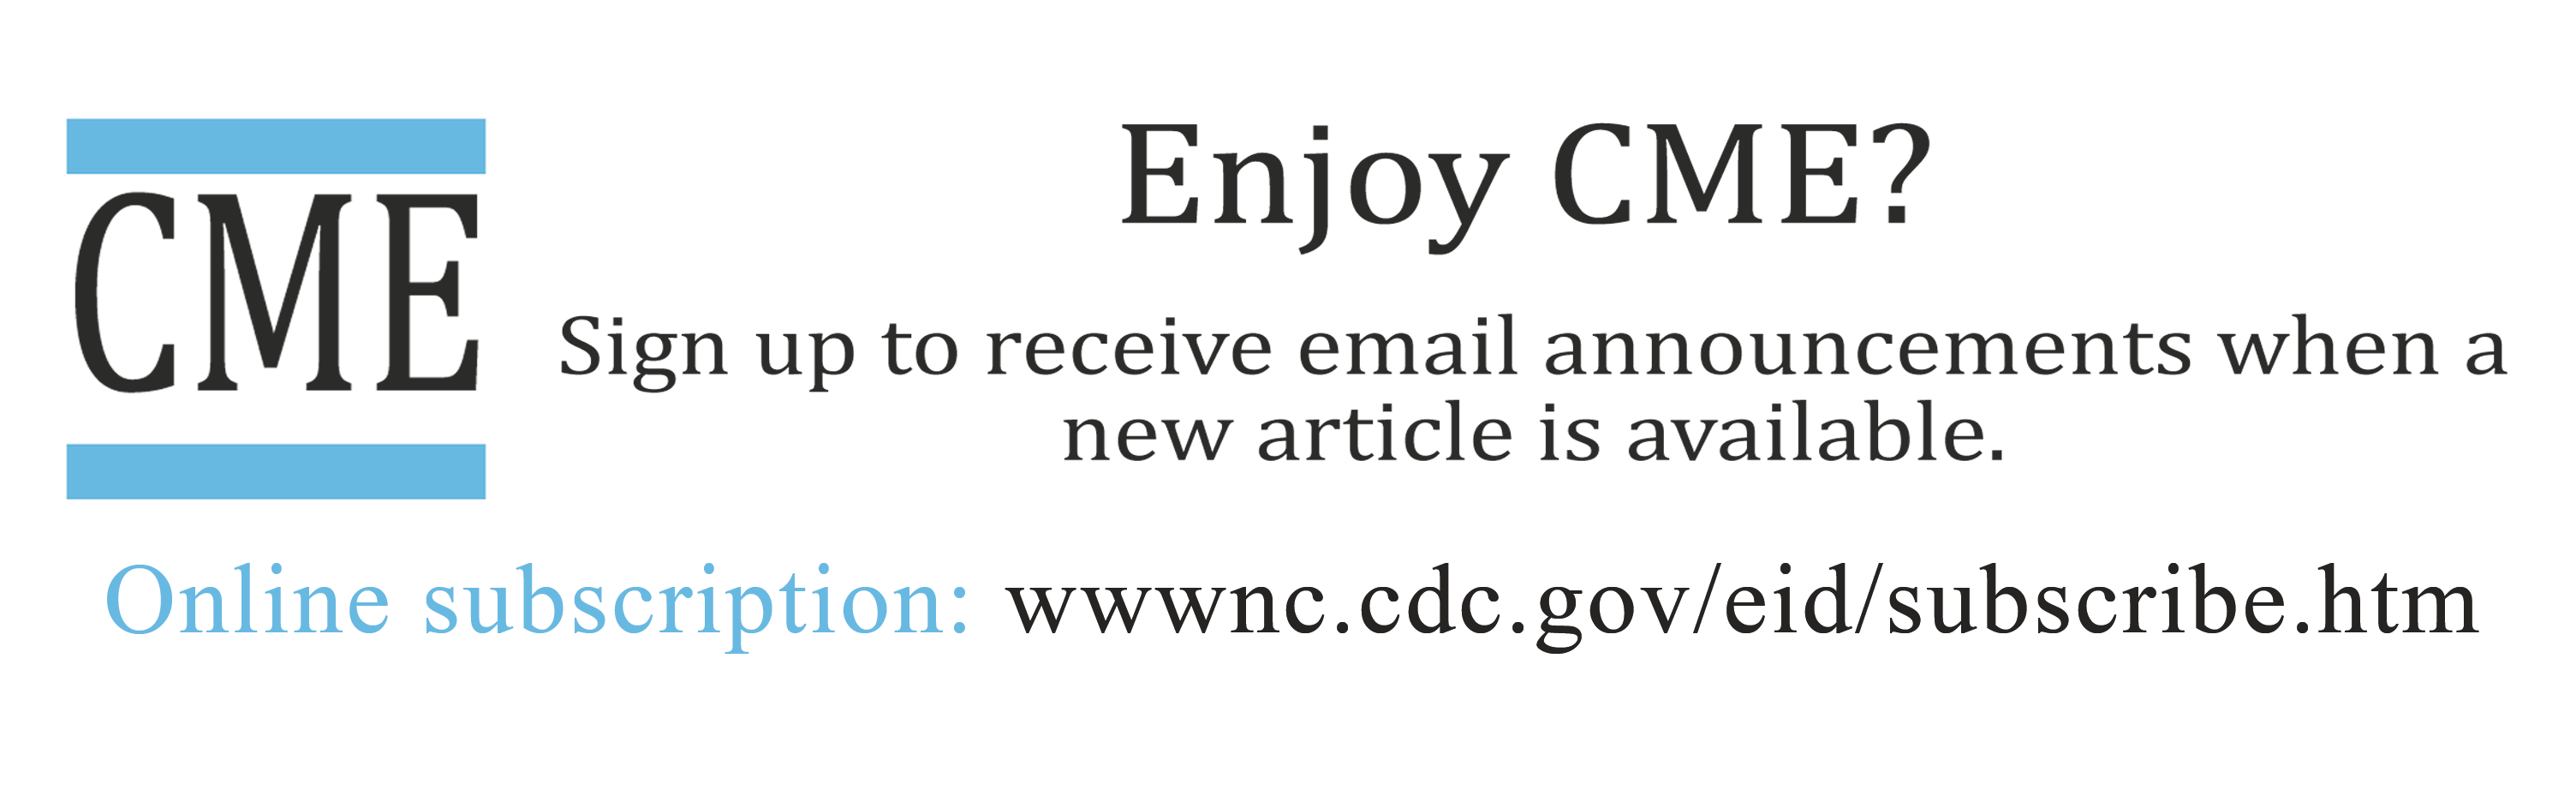 CME
Enjoy CME?
Sign up to receive email announcements when a
new article is available.
Online subscription: wwwnc.cdc.gov/eid/subscribe.htm